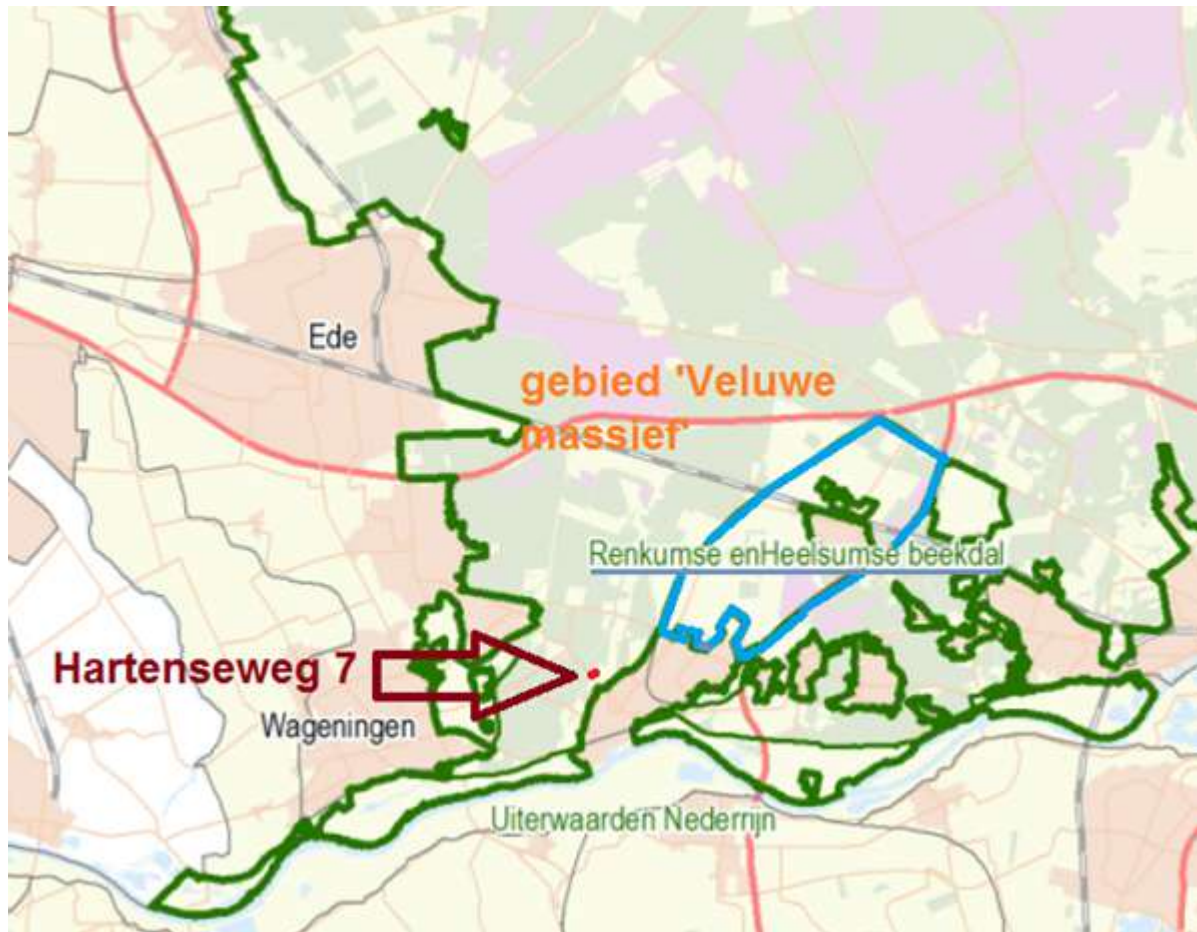 Ede
gebied 'Veluwe
massief'
Renkumse enHeelsumse beekdal
Hartenseweg 7
Wageningen
Uiterwaarden Nederrijn